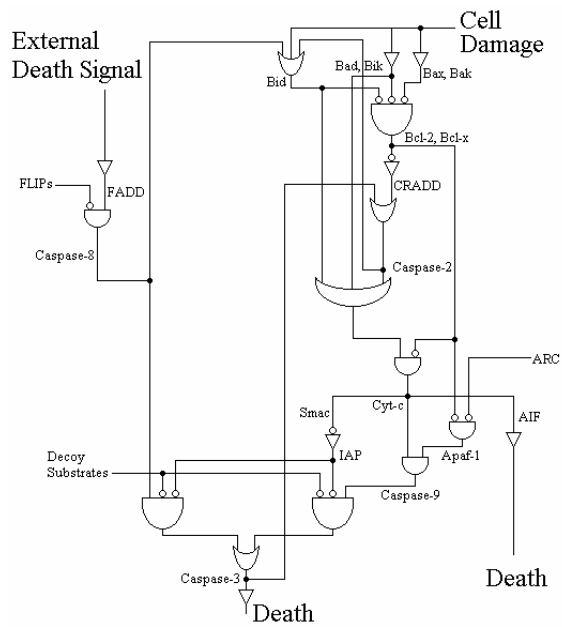 External
Death Signal
Cell
Damage
Bad, Bik
Bax, Bak
Bid
Bcl-2, Bcl-x
FLIPs
FADD
CRADD
Caspase-8
Caspase-2
ARC
Smac
Cyt-c
AIF
Decoy
Substrates
IAP
Apaf-1
Caspase-9
Caspase-3
Death
Death